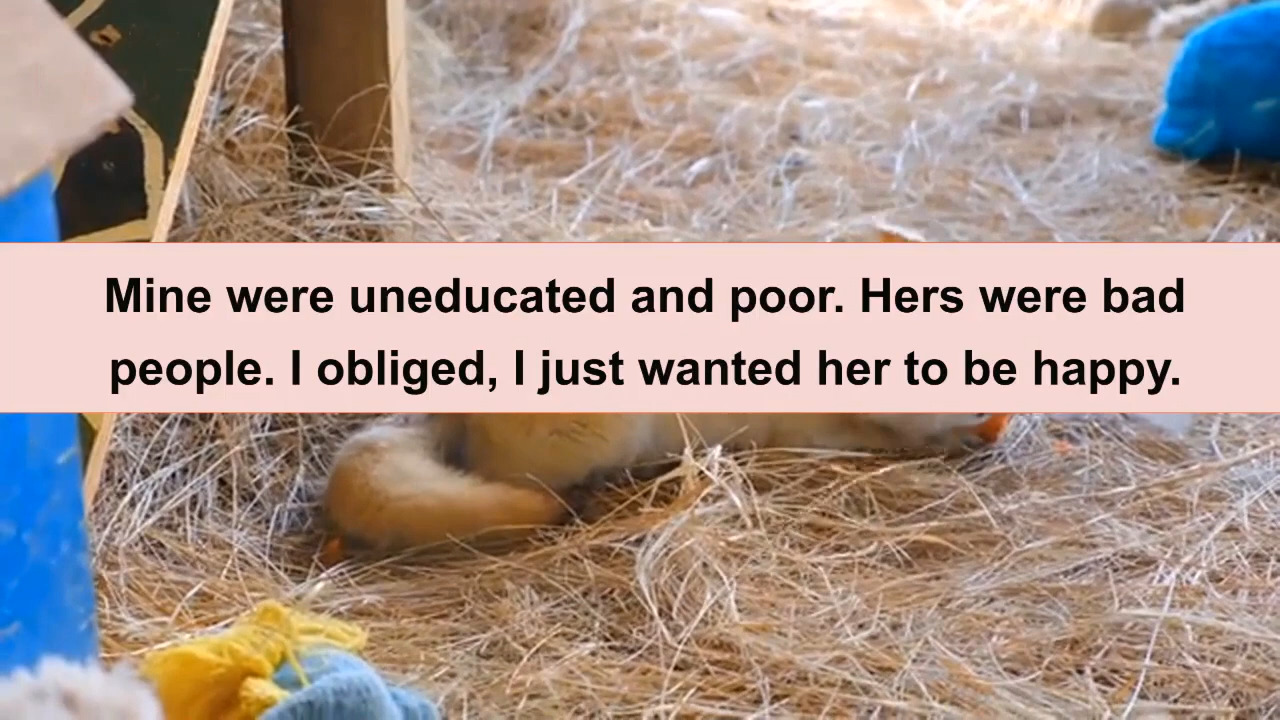 Mine were uneducated and poor. Hers were bad
people. I obliged, I just wanted her to be happy.